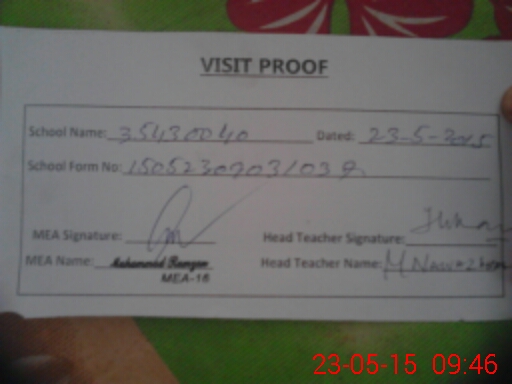 VISIT PROOF
School Name: 35430040 Dated: 23-5-2015
School Form No: 
MEA Signature: Head Teacher Signature:
MEA Name: Muhammad Ramzan Head Teacher Name: M Nawaz
MEA-16
23-05-15 09:46